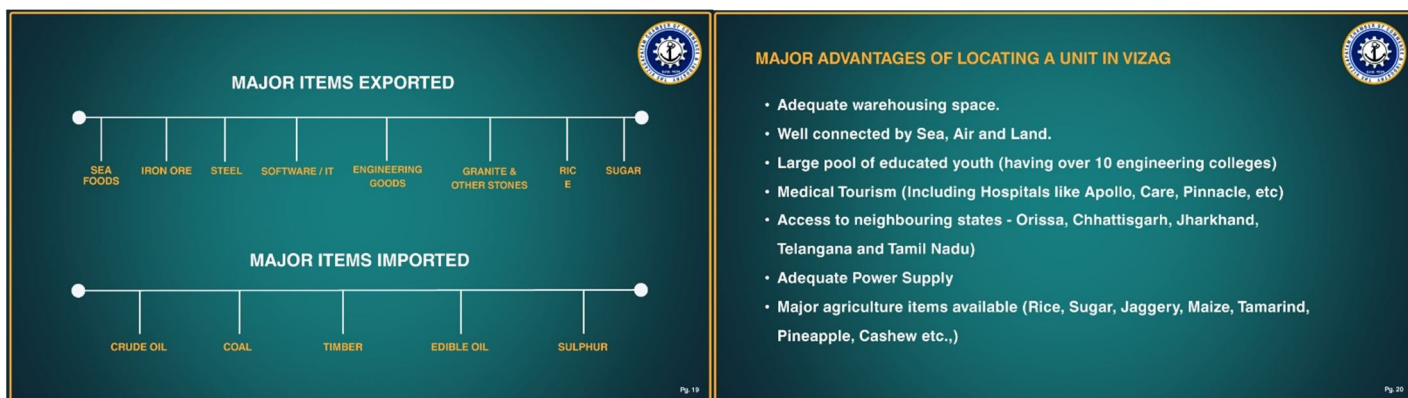 MAJOR ITEMS EXPORTED
SEA
FOODS
IRON ORE
STEEL
SOFTWARE / IT
ENGINEERING
GOODS
GRANITE &
OTHER STONES
RIC
E
SUGAR
MAJOR ITEMS IMPORTED
CRUDE OIL
COAL
TIMBER
EDIBLE OIL
SULPHUR
Pg. 19
MAJOR ADVANTAGES OF LOCATING A UNIT IN VIZAG
• Adequate warehousing space.
• Well connected by Sea, Air and Land.
• Large pool of educated youth (having over 10 engineering colleges)
• Medical Tourism (Including Hospitals like Apollo, Care, Pinnacle, etc)
• Access to neighbouring states - Orissa, Chhattisgarh, Jharkhand,
Telangana and Tamil Nadu)
• Adequate Power Supply
• Major agriculture items available (Rice, Sugar, Jaggery, Maize, Tamarind,
Pineapple, Cashew etc.,)
Pg. 20